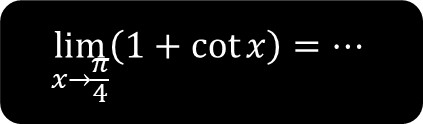 lim_{x→π/4} (1 + cot x) = ⋯